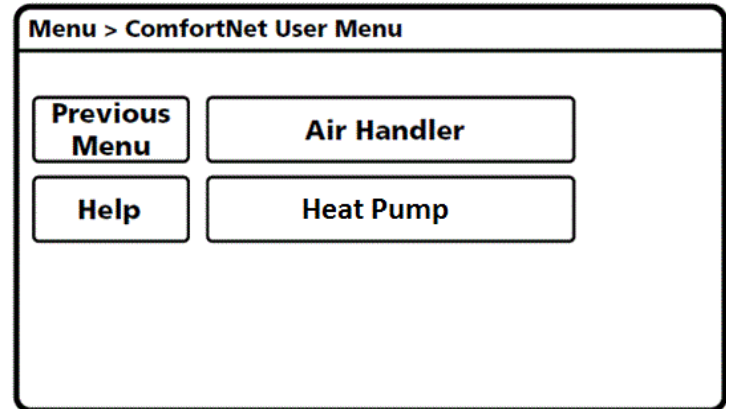 Menu > ComfortNet User Menu
Previous
Menu
Air Handler
Help
Heat Pump